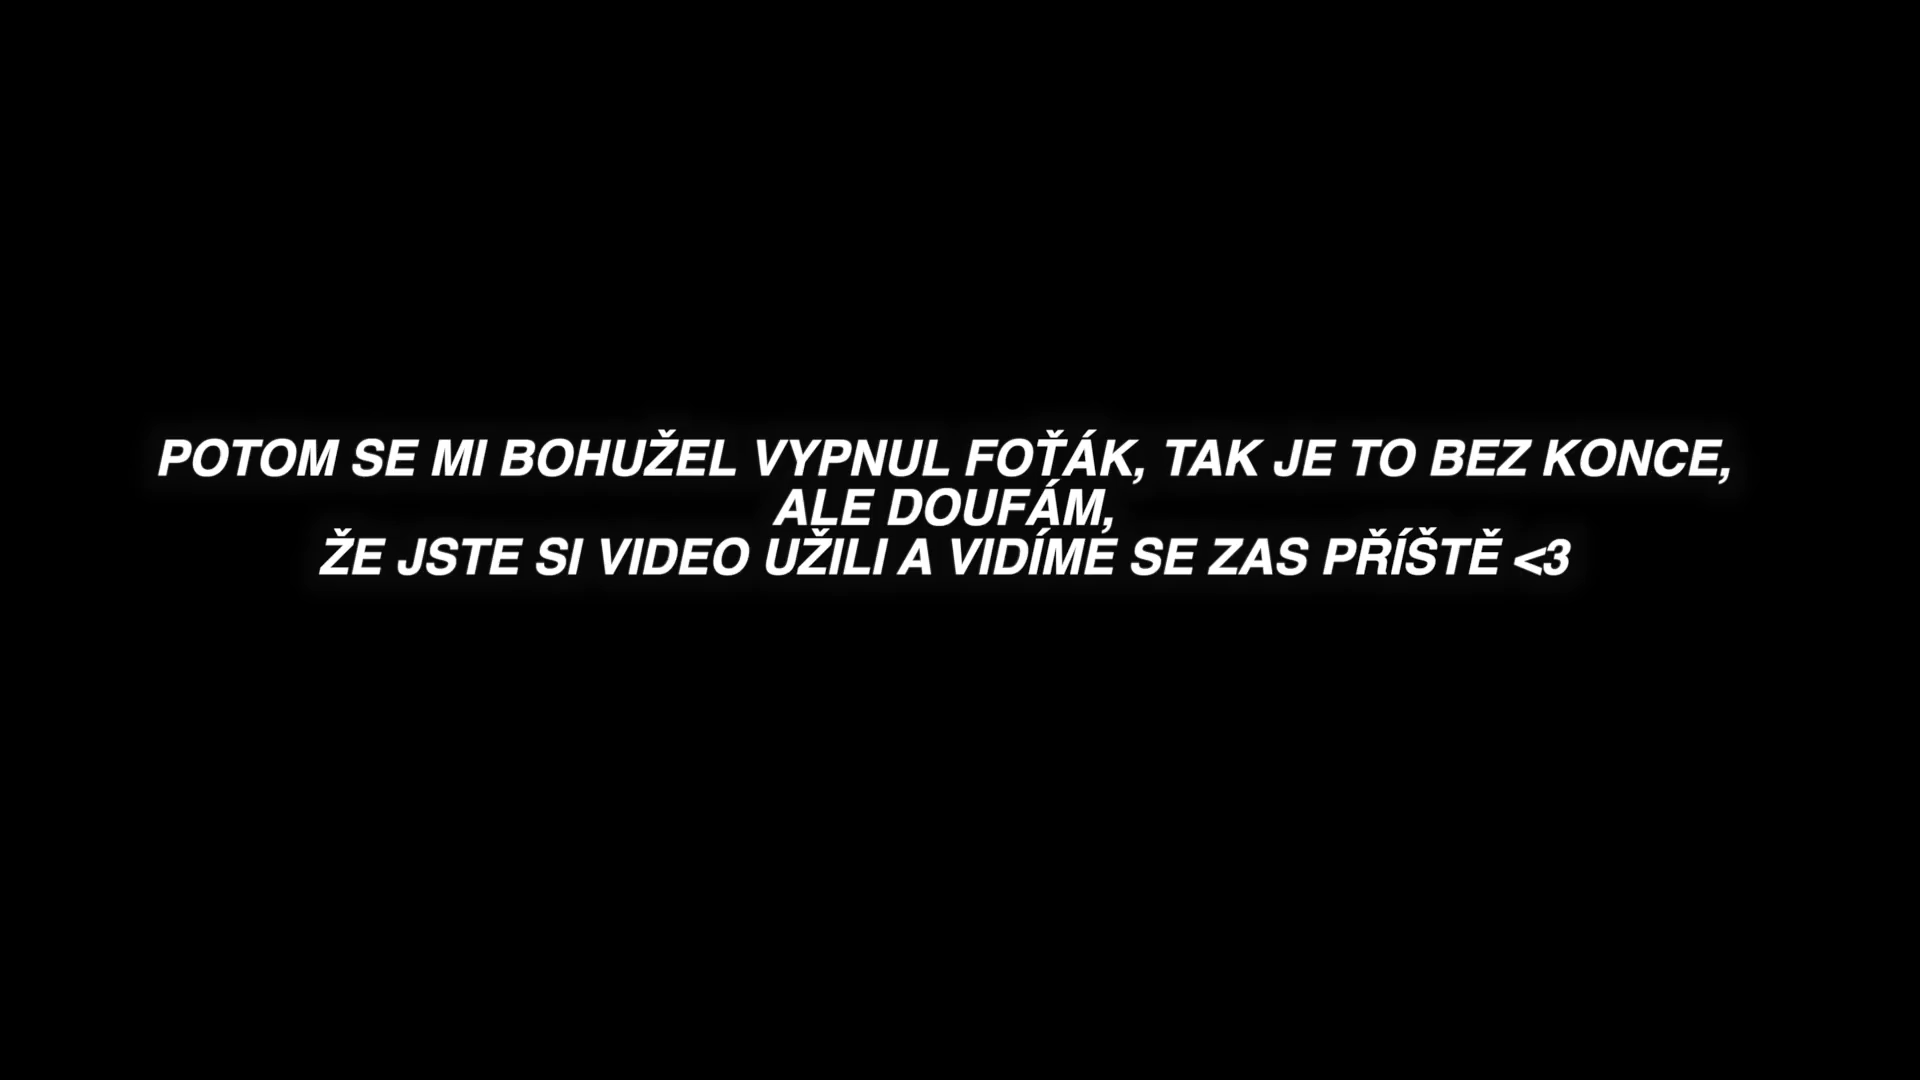 POTOM SE MI BOHUŽEL VYPNUL FOŤÁK, TAK JE TO BEZ KONCE,
ALE DOUFÁM,
ŽE JSTE SI VIDEO UŽILI A VIDÍME SE ZAS PŘÍŠTĚ <3